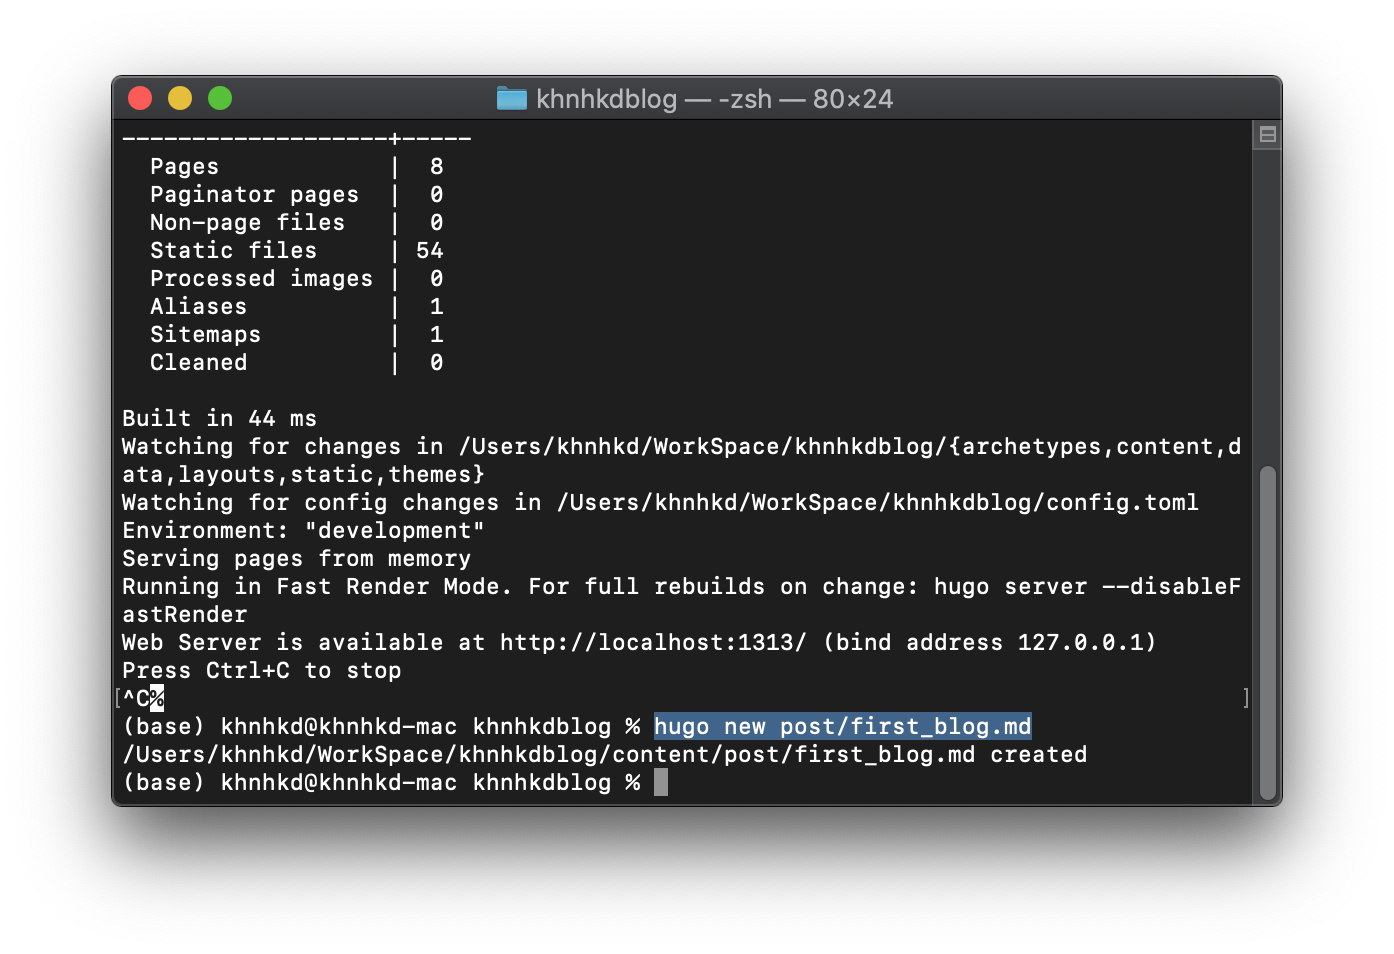 khnhkdblog — -zsh — 80×24
-------------------+-----
  Pages            |  8
  Paginator pages  |  0
  Non-page files   |  0
  Static files     | 54
  Processed images |  0
  Aliases          |  1
  Sitemaps         |  1
  Cleaned          |  0
Built in 44 ms
Watching for changes in /Users/khnhkd/WorkSpace/khnhkdblog/{archetypes,content,d
ata,layouts,static,themes}
Watching for config changes in /Users/khnhkd/WorkSpace/khnhkdblog/config.toml
Environment: "development"
Serving pages from memory
Running in Fast Render Mode. For full rebuilds on change: hugo server --disableF
astRender
Web Server is available at http://localhost:1313/ (bind address 127.0.0.1)
Press Ctrl+C to stop
[^C% ]
(base) khnhkd@khnhkd-mac khnhkdblog % hugo new post/first_blog.md
/Users/khnhkd/WorkSpace/khnhkdblog/content/post/first_blog.md created
(base) khnhkd@khnhkd-mac khnhkdblog %